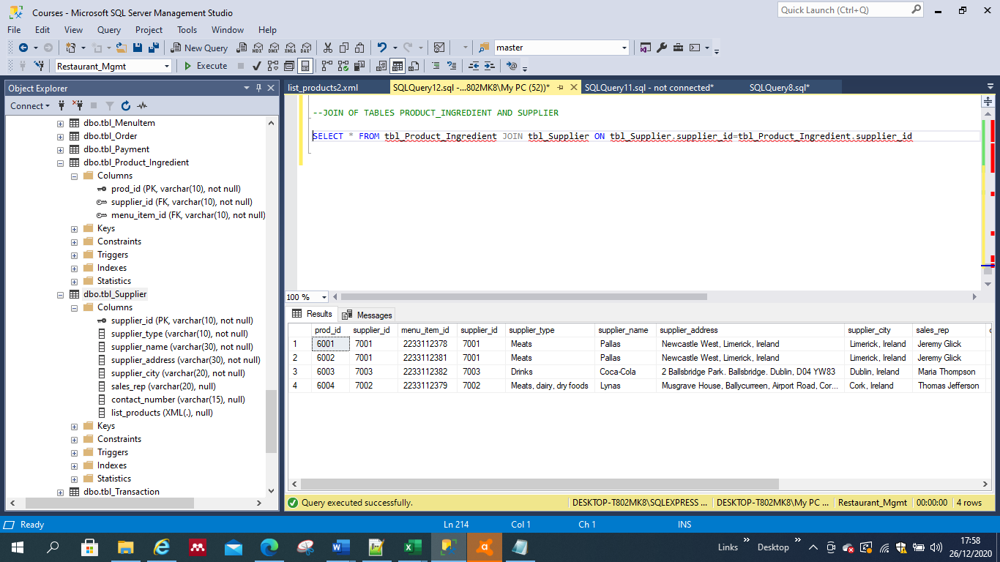 Courses - Microsoft SQL Server Management Studio
Quick Launch (Ctrl+Q)
File Edit View Query Project Tools Window Help
New Query MDX DMX XMLA DAX master
Restaurant_Mgmt Execute
Object Explorer
Connect
dbo.tbl_MenuItem
dbo.tbl_Order
dbo.tbl_Payment
dbo.tbl_Product_Ingredient
Columns
prod_id (PK, varchar(10), not null)
supplier_id (FK, varchar(10), not null)
menu_item_id (FK, varchar(10), not null)
Keys
Constraints
Triggers
Indexes
Statistics
dbo.tbl_Supplier
Columns
supplier_id (PK, varchar(10), not null)
supplier_type (varchar(10), not null)
supplier_name (varchar(30), not null)
supplier_address (varchar(30), not null)
supplier_city (varchar(20), not null)
sales_rep (varchar(20), null)
contact_number (varchar(15), null)
list_products (XML(.), null)
Keys
Constraints
Triggers
Indexes
Statistics
dbo.tbl_Transaction
list_products2.xml SQLQuery12.sql -...802MK8\My PC (52))* SQLQuery11.sql - not connected* SQLQuery8.sql*
--JOIN OF TABLES PRODUCT_INGREDIENT AND SUPPLIER
SELECT * FROM tbl_Product_Ingredient JOIN tbl_Supplier ON tbl_Supplier.supplier_id=tbl_Product_Ingredient.supplier_id
100 %
Results Messages
prod_id supplier_id menu_item_id supplier_id supplier_type supplier_name supplier_address supplier_city sales_rep
1 6001 7001 2233112378 7001 Meats Pallas Newcastle West, Limerick, Ireland Limerick, Ireland Jeremy Glick
2 6002 7001 2233112381 7001 Meats Pallas Newcastle West, Limerick, Ireland Limerick, Ireland Jeremy Glick
3 6003 7003 2233112382 7003 Drinks Coca-Cola 2 Ballsbridge Park. Ballsbridge. Dublin, D04 YW83 Dublin, Ireland Maria Thompson
4 6004 7002 2233112379 7002 Meats, dairy, dry foods Lynas Musgrave House, Ballycurreen, Airport Road, Cor... Cork, Ireland Thomas Jefferson
Query executed successfully. DESKTOP-T802MK8\SQLEXPRESS ... DESKTOP-T802MK8\My PC ... Restaurant_Mgmt 00:00:00 4 rows
Ready Ln 214 Col 1 Ch 1 INS
Links Desktop
17:58
26/12/2020